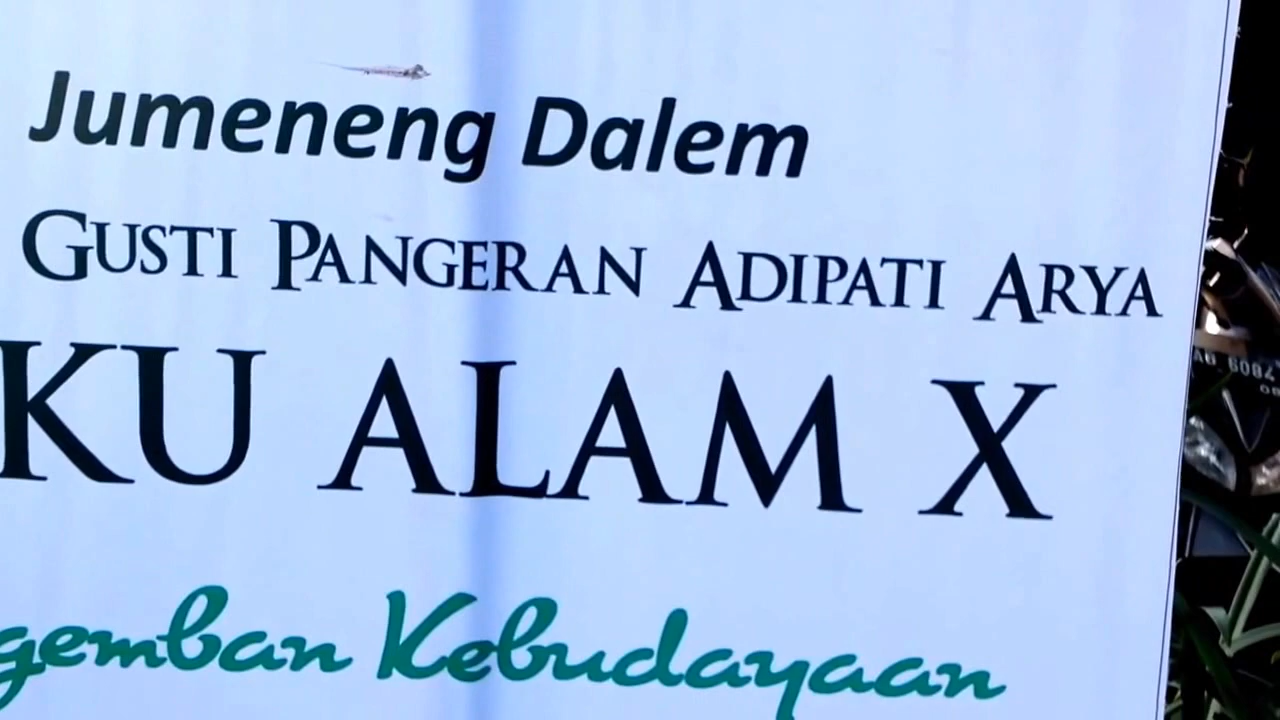 Jumeneng Dalem
GUSTI PANGERAN ADIPATI ARYA
KU ALAM X
gemban Kebudayaan